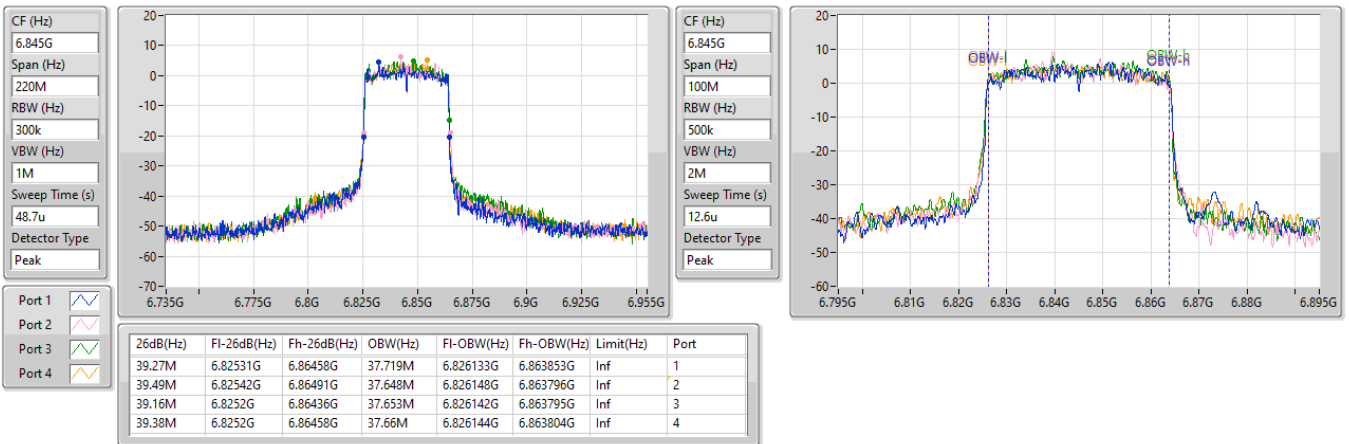 CF (Hz)
6.845G
Span (Hz)
220M
RBW (Hz)
300k
VBW (Hz)
1M
Sweep Time (s)
48.7u
Detector Type
Peak
20
10
0
-10
-20
-30
-40
-50
-60
-70
6.735G 6.775G 6.8G 6.825G 6.85G 6.875G 6.9G 6.925G 6.955G
CF (Hz)
6.845G
Span (Hz)
100M
RBW (Hz)
500k
VBW (Hz)
2M
Sweep Time (s)
12.6u
Detector Type
Peak
20
10
0
-10
-20
-30
-40
-50
-60
OBW-l OBW-h
6.795G 6.81G 6.82G 6.83G 6.84G 6.85G 6.86G 6.87G 6.88G 6.895G
Port 1
Port 2
Port 3
Port 4
26dB(Hz) Fl-26dB(Hz) Fh-26dB(Hz) OBW(Hz) Fl-OBW(Hz) Fh-OBW(Hz) Limit(Hz) Port
39.27M 6.82531G 6.86458G 37.719M 6.826133G 6.863853G Inf 1
39.49M 6.82542G 6.86491G 37.648M 6.826148G 6.863796G Inf 2
39.16M 6.8252G 6.86436G 37.653M 6.826142G 6.863795G Inf 3
39.38M 6.8252G 6.86458G 37.66M 6.826144G 6.863804G Inf 4